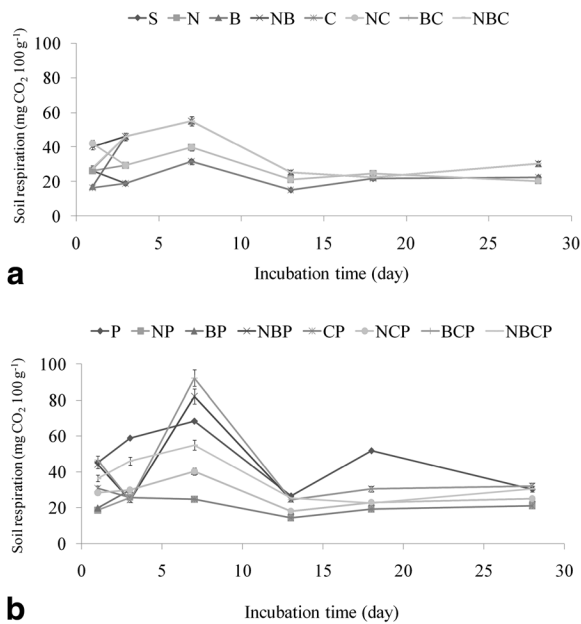 S N B NB C NC BC NBC
100
80
60
40
20
0
Soil respiration (mg CO₂ 100 g⁻¹)
0 5 10 15 20 25 30
Incubation time (day)
a
P NP BP NBP CP NCP BCP NBCP
100
80
60
40
20
0
Soil respiration (mg CO₂ 100 g⁻¹)
0 5 10 15 20 25 30
Incubation time (day)
b